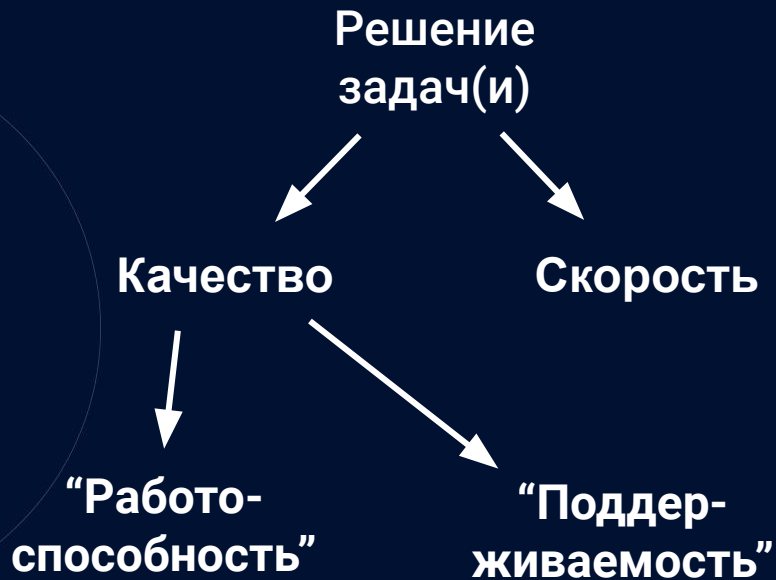 Решение
задач(и)
Качество
Скорость
“Работо-
способность”
“Поддер-
живаемость”